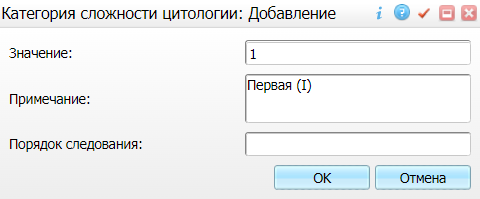 Категория сложности цитологии: Добавление
Значение: 1
Примечание: Первая (I)
Порядок следования:
OK Отмена